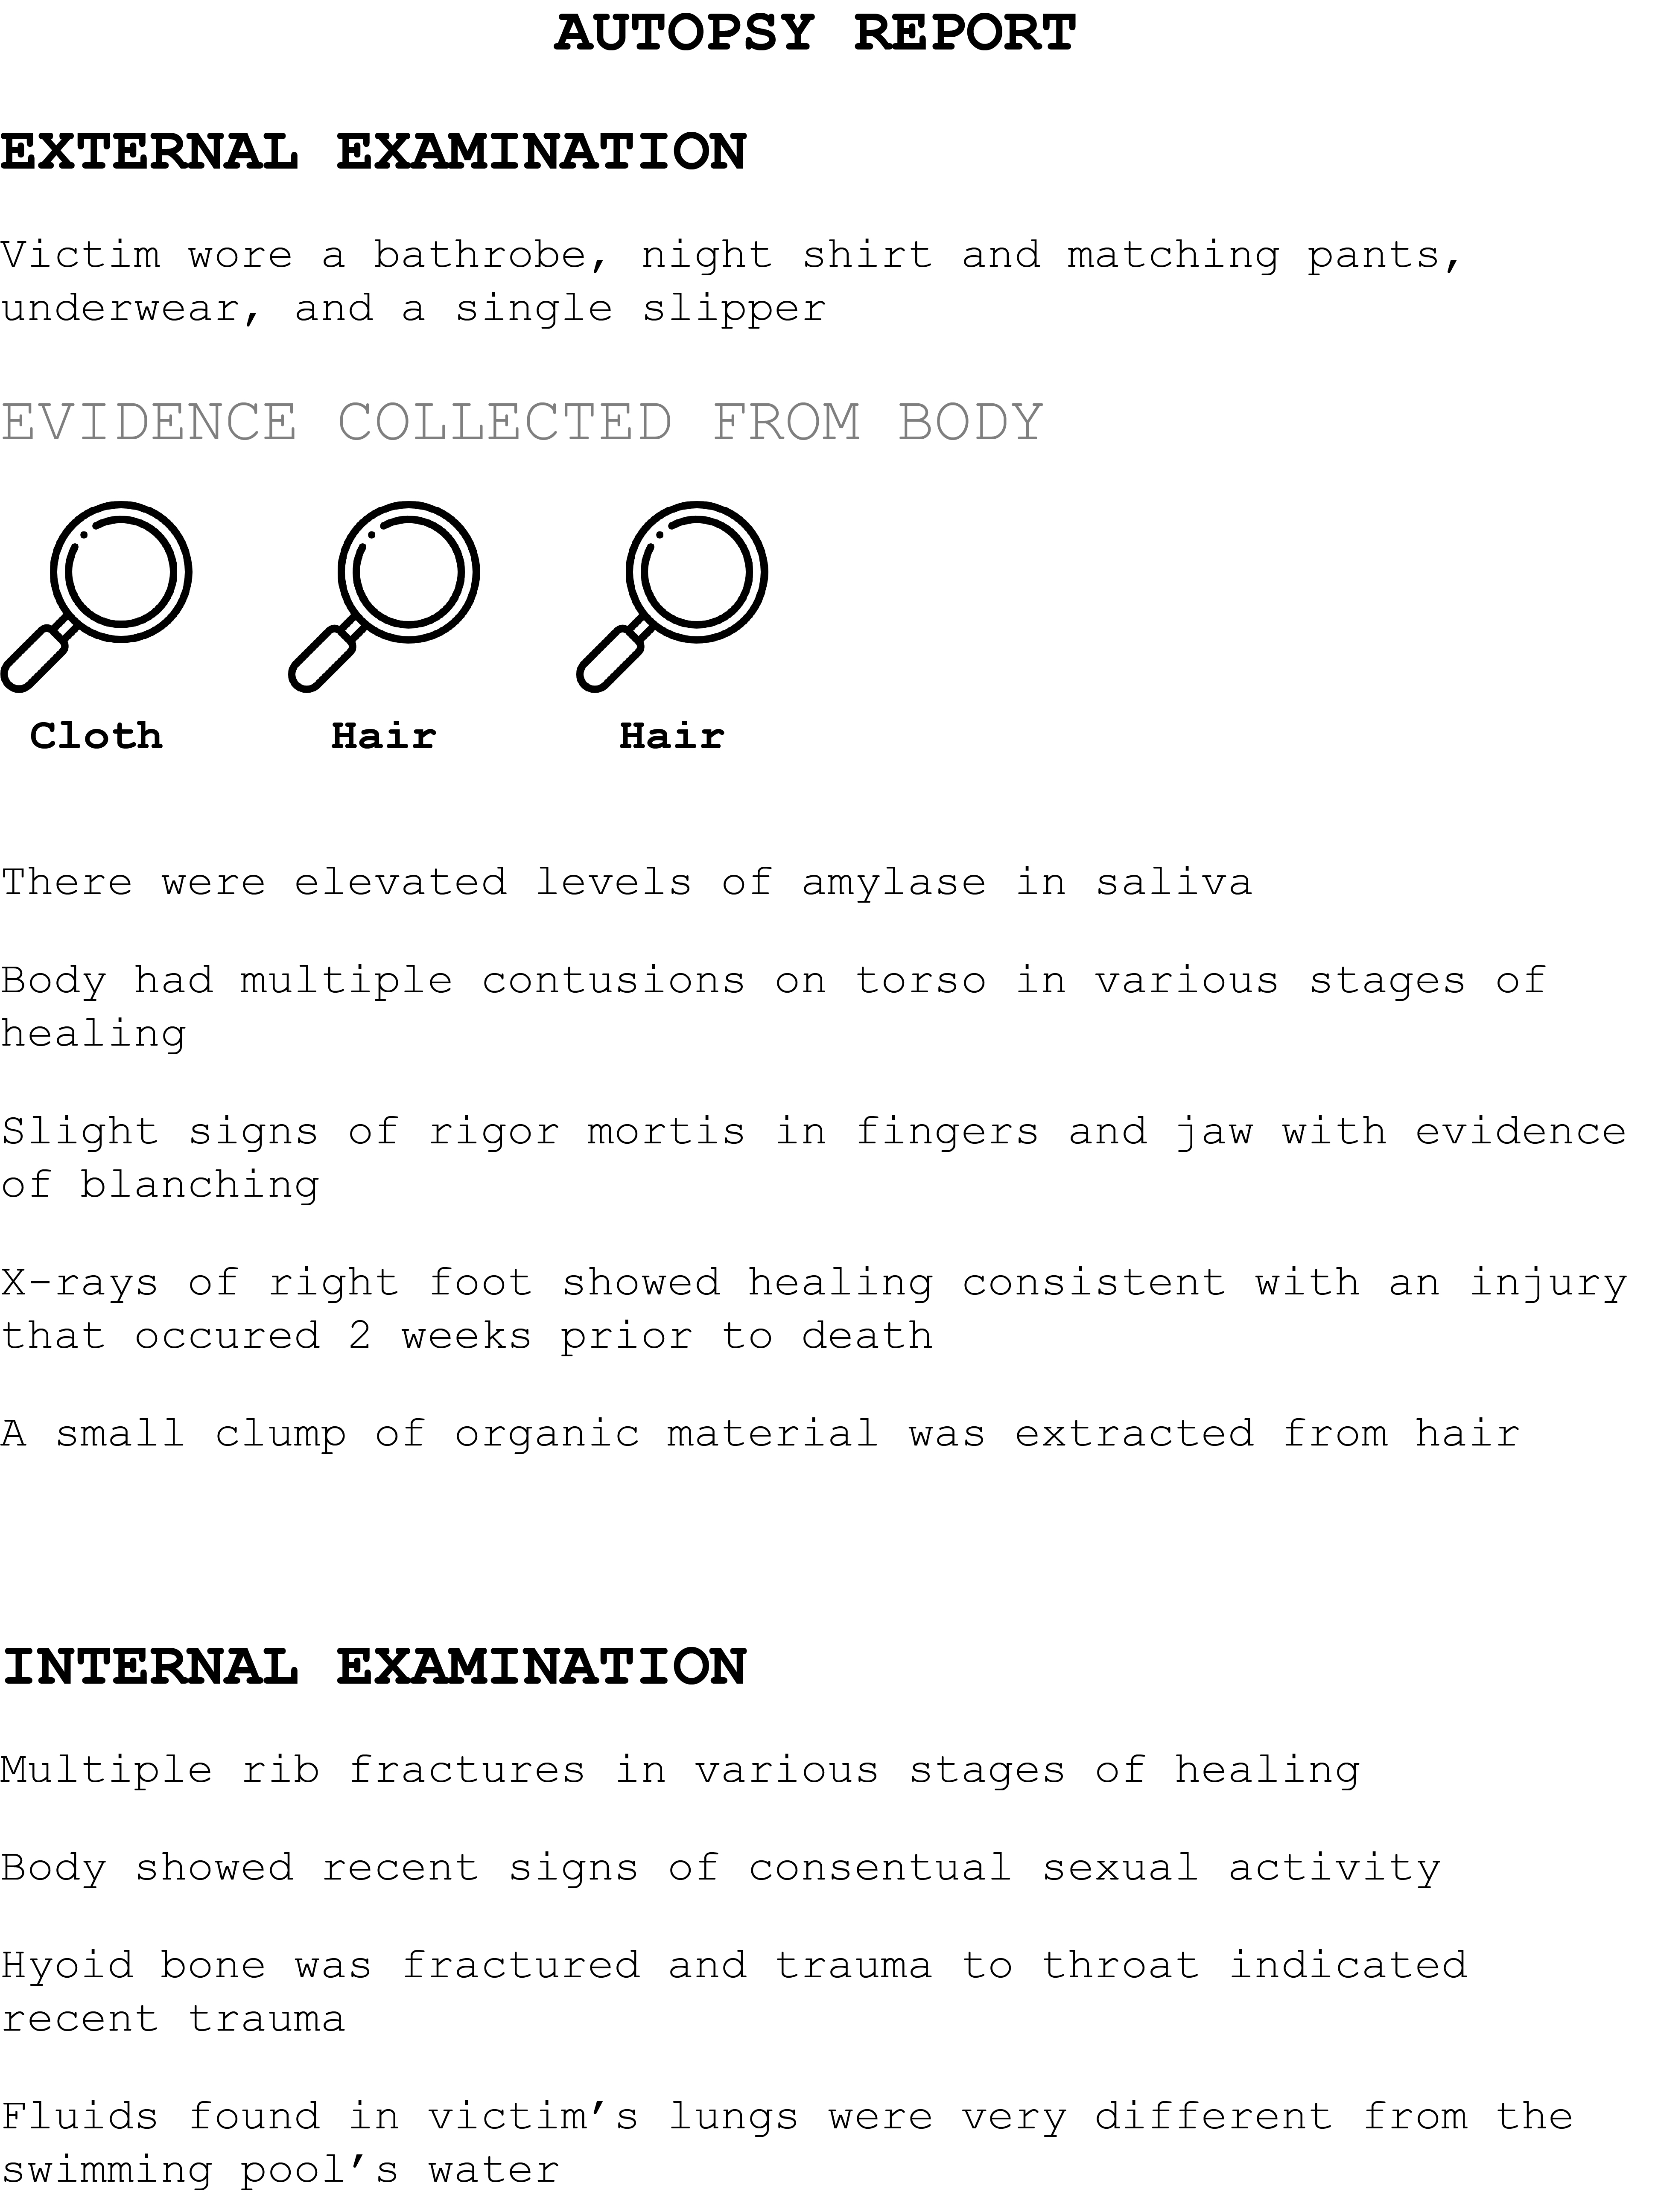 AUTOPSY REPORT
EXTERNAL EXAMINATION
Victim wore a bathrobe, night shirt and matching pants,
underwear, and a single slipper
EVIDENCE COLLECTED FROM BODY
Cloth Hair Hair
There were elevated levels of amylase in saliva
Body had multiple contusions on torso in various stages of
healing
Slight signs of rigor mortis in fingers and jaw with evidence
of blanching
X-rays of right foot showed healing consistent with an injury
that occured 2 weeks prior to death
A small clump of organic material was extracted from hair
INTERNAL EXAMINATION
Multiple rib fractures in various stages of healing
Body showed recent signs of consentual sexual activity
Hyoid bone was fractured and trauma to throat indicated
recent trauma
Fluids found in victim’s lungs were very different from the
swimming pool’s water